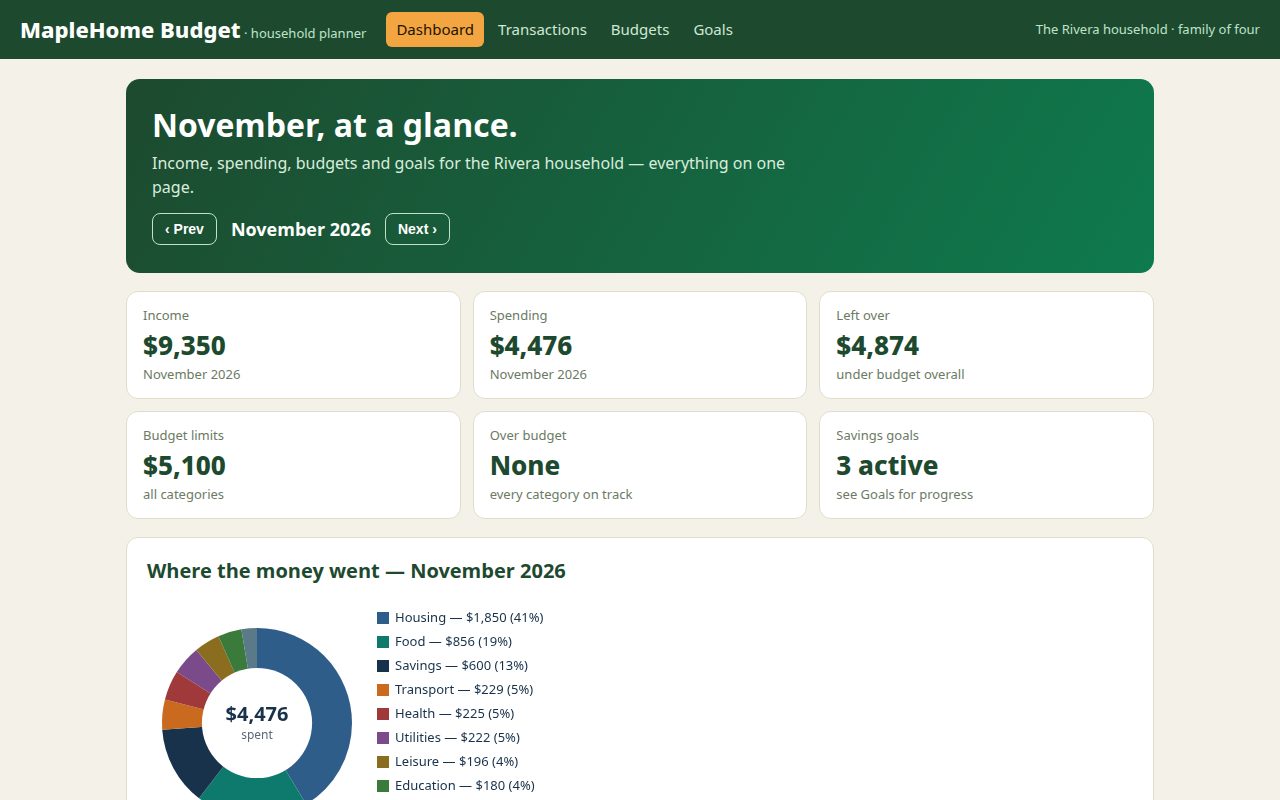 MapleHome Budget · household planner Dashboard Transactions Budgets Goals The Rivera household · family of four
November, at a glance.
Income, spending, budgets and goals for the Rivera household — everything on one
page.
‹ Prev November 2026 Next ›
Income
$9,350
November 2026
Spending
$4,476
November 2026
Left over
$4,874
under budget overall
Budget limits
$5,100
all categories
Over budget
None
every category on track
Savings goals
3 active
see Goals for progress
Where the money went — November 2026
$4,476
spent
Housing — $1,850 (41%)
Food — $856 (19%)
Savings — $600 (13%)
Transport — $229 (5%)
Health — $225 (5%)
Utilities — $222 (5%)
Leisure — $196 (4%)
Education — $180 (4%)